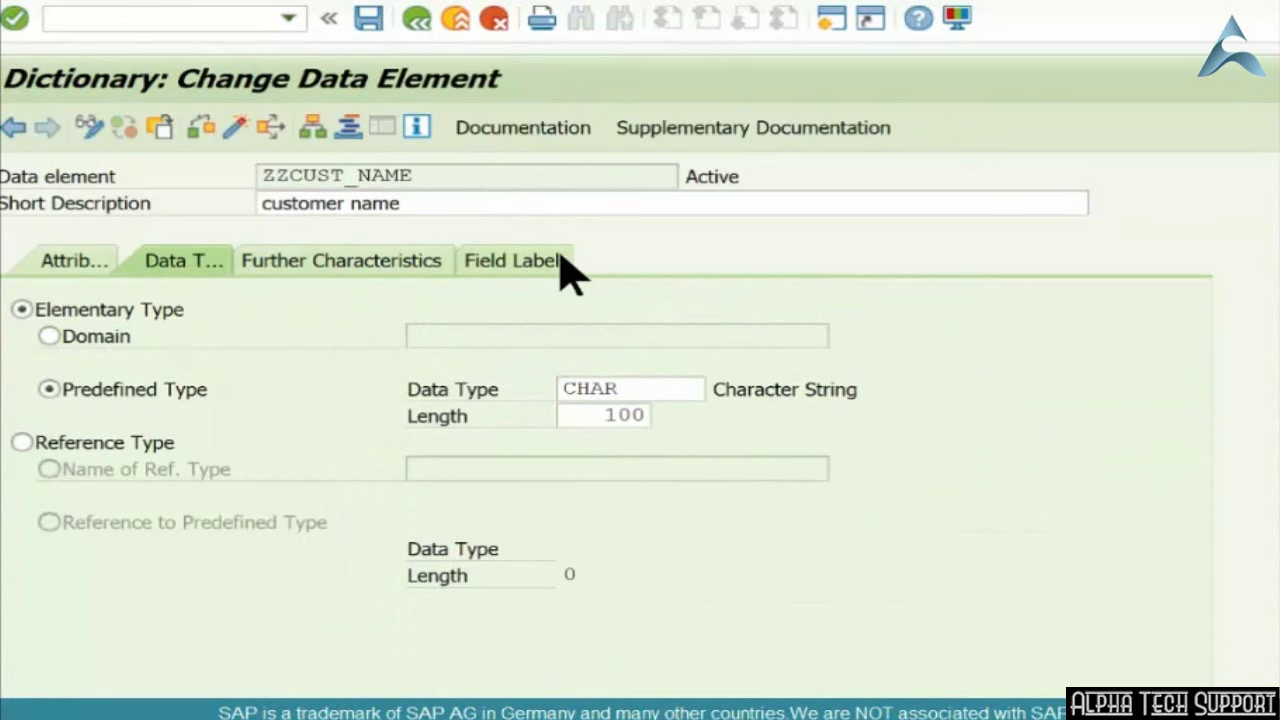 Dictionary: Change Data Element
Documentation Supplementary Documentation
Data element ZZCUST_NAME Active
Short Description customer name
Attrib... Data T... Further Characteristics Field Label
Elementary Type
Domain
Predefined Type Data Type CHAR Character String
Length 100
Reference Type
Name of Ref. Type
Reference to Predefined Type
Data Type
Length 0
SAP is a trademark of SAP AG in Germany and many other countries.We are NOT associated with SAP
ALPHA TECH SUPPORT